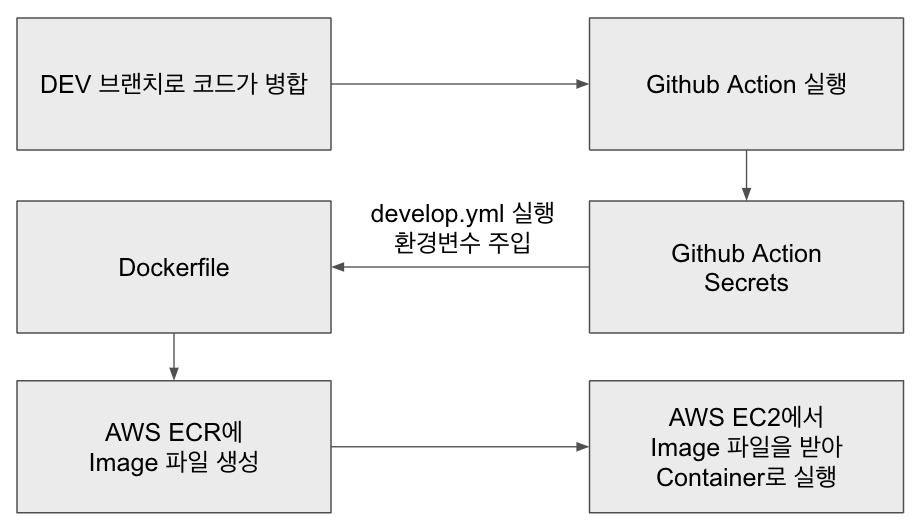 DEV 브랜치로 코드가 병합
Github Action 실행
Github Action
Secrets
develop.yml 실행
환경변수 주입
Dockerfile
AWS ECR에
Image 파일 생성
AWS EC2에서
Image 파일을 받아
Container로 실행